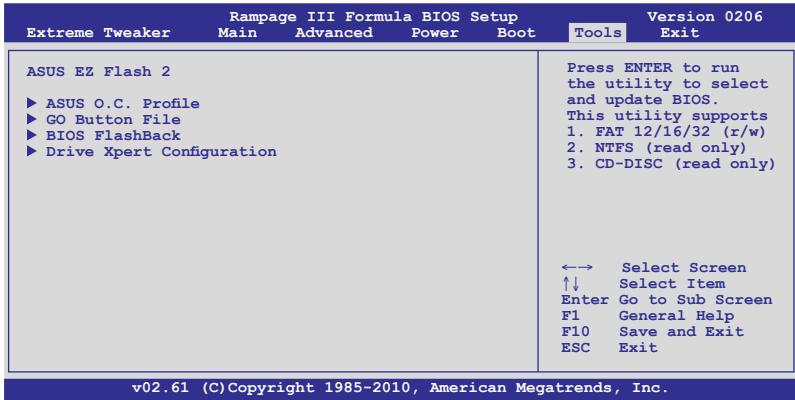 Rampage III Formula BIOS Setup Version 0206
Extreme Tweaker Main Advanced Power Boot Tools Exit
ASUS EZ Flash 2
▶ ASUS O.C. Profile
▶ GO Button File
▶ BIOS FlashBack
▶ Drive Xpert Configuration
Press ENTER to run
the utility to select
and update BIOS.
This utility supports
1. FAT 12/16/32 (r/w)
2. NTFS (read only)
3. CD-DISC (read only)
←→ Select Screen
↑↓ Select Item
Enter Go to Sub Screen
F1 General Help
F10 Save and Exit
ESC Exit
v02.61 (C)Copyright 1985-2010, American Megatrends, Inc.